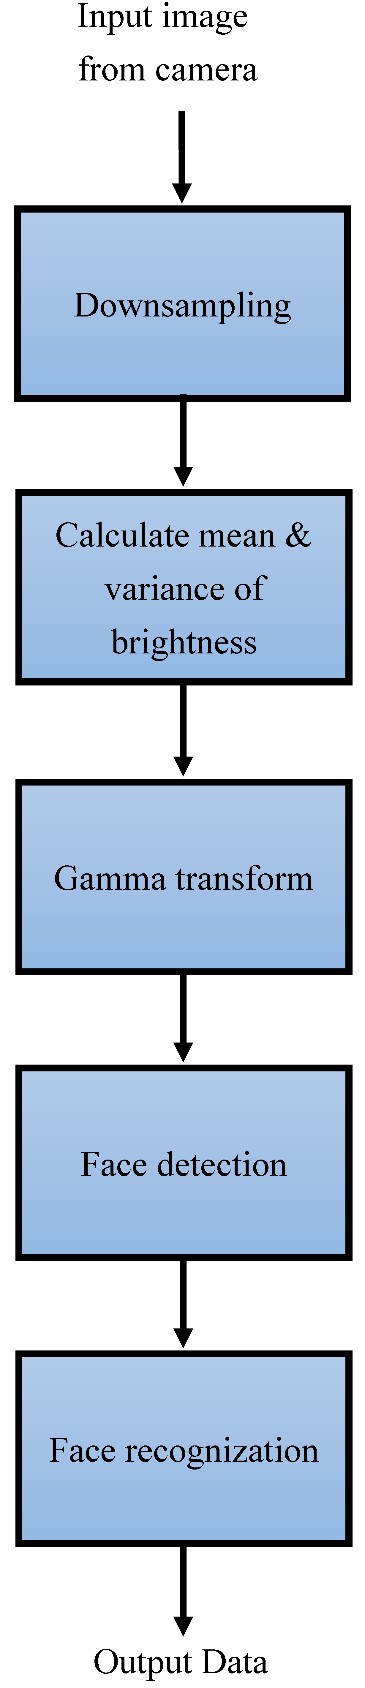 Input image
from camera
Downsampling
Calculate mean &
variance of
brightness
Gamma transform
Face detection
Face recognization
Output Data